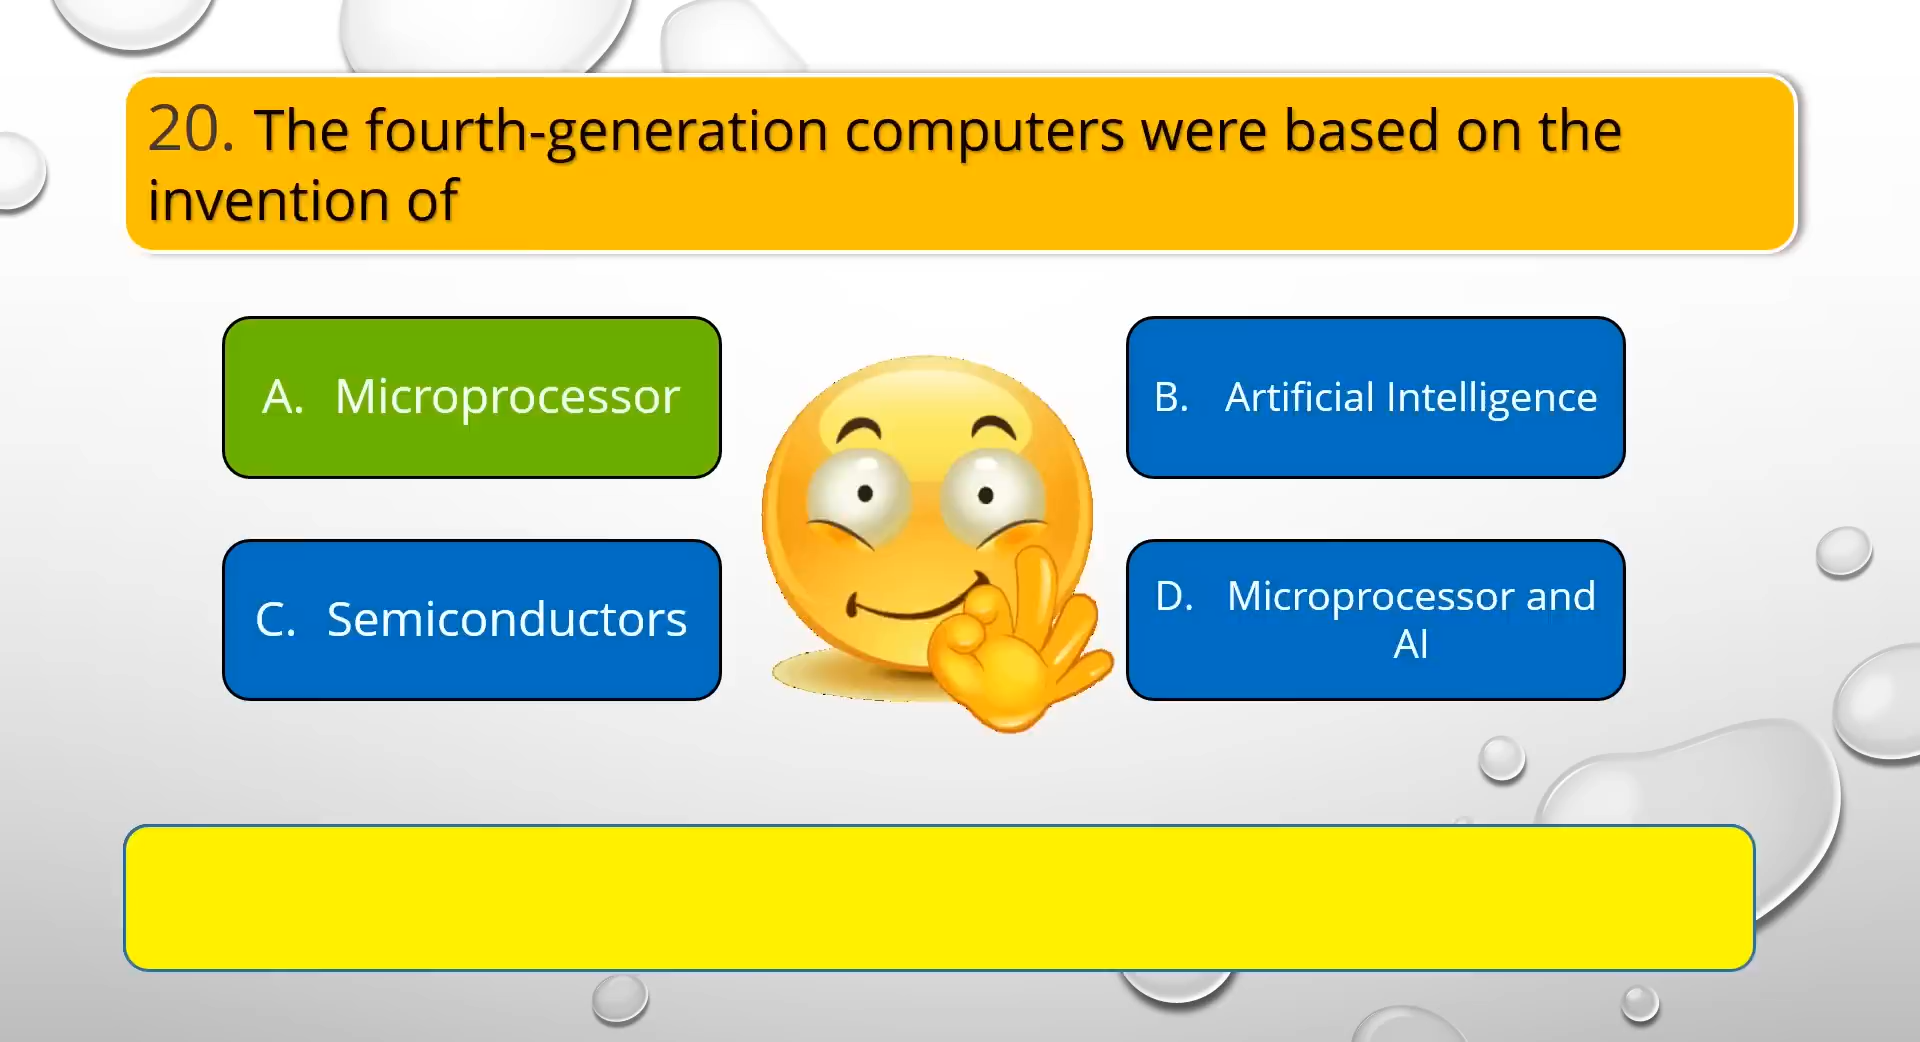 20. The fourth-generation computers were based on the
invention of
A. Microprocessor
B. Artificial Intelligence
C. Semiconductors
D. Microprocessor and
AI